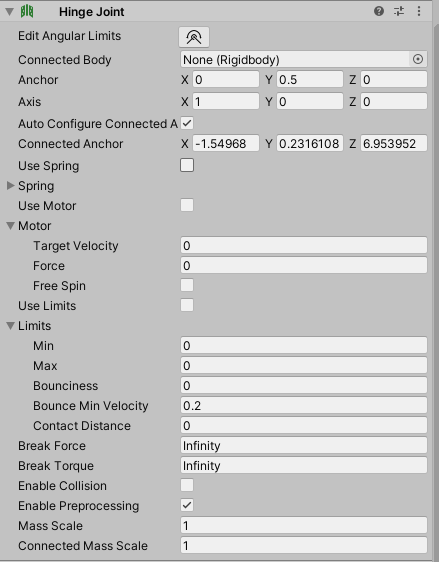 Hinge Joint
Edit Angular Limits
Connected Body None (Rigidbody)
Anchor X 0 Y 0.5 Z 0
Axis X 1 Y 0 Z 0
Auto Configure Connected A
Connected Anchor X -1.54968 Y 0.2316108 Z 6.953952
Use Spring
Spring
Use Motor
Motor
Target Velocity 0
Force 0
Free Spin
Use Limits
Limits
Min 0
Max 0
Bounciness 0
Bounce Min Velocity 0.2
Contact Distance 0
Break Force Infinity
Break Torque Infinity
Enable Collision
Enable Preprocessing
Mass Scale 1
Connected Mass Scale 1